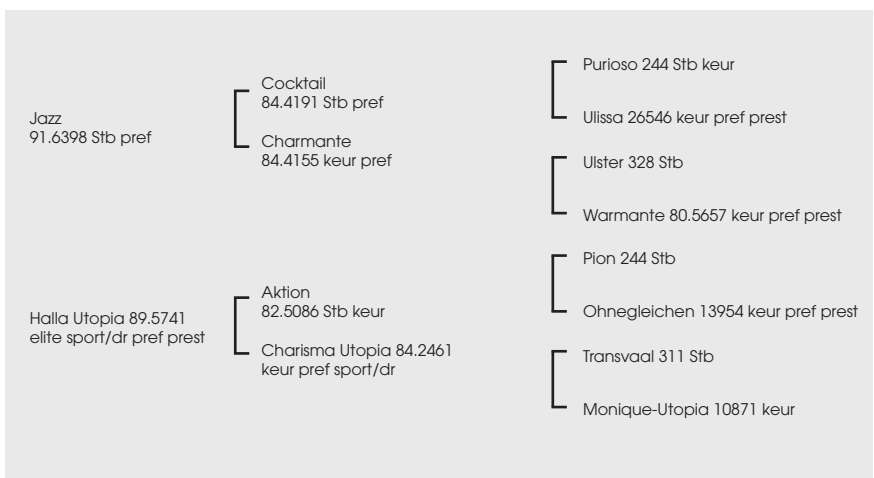 Jazz
91.6398 Stb pref
Cocktail
84.4191 Stb pref
Charmante
84.4155 keur pref
Purioso 244 Stb keur
Ulissa 26546 keur pref prest
Ulster 328 Stb
Warmante 80.5657 keur pref prest
Halla Utopia 89.5741
elite sport/dr pref prest
Aktion
82.5086 Stb keur
Charisma Utopia 84.2461
keur pref sport/dr
Pion 244 Stb
Ohnegleichen 13954 keur pref prest
Transvaal 311 Stb
Monique-Utopia 10871 keur